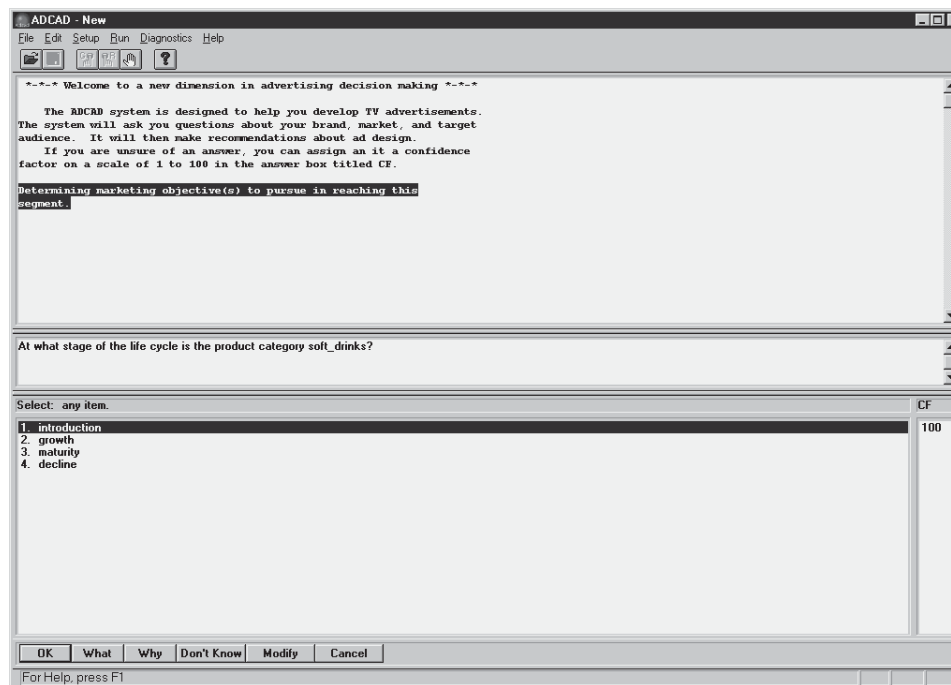 ADCAD - New
File Edit Setup Run Diagnostics Help
*-*-* Welcome to a new dimension in advertising decision making *-*-*
The ADCAD system is designed to help you develop TV advertisements.
The system will ask you questions about your brand, market, and target
audience. It will then make recommendations about ad design.
If you are unsure of an answer, you can assign an it a confidence
factor on a scale of 1 to 100 in the answer box titled CF.
Determining marketing objective(s) to pursue in reaching this
segment.
At what stage of the life cycle is the product category soft_drinks?
Select: any item. CF
1. introduction 100
2. growth
3. maturity
4. decline
OK What Why Don't Know Modify Cancel
For Help, press F1